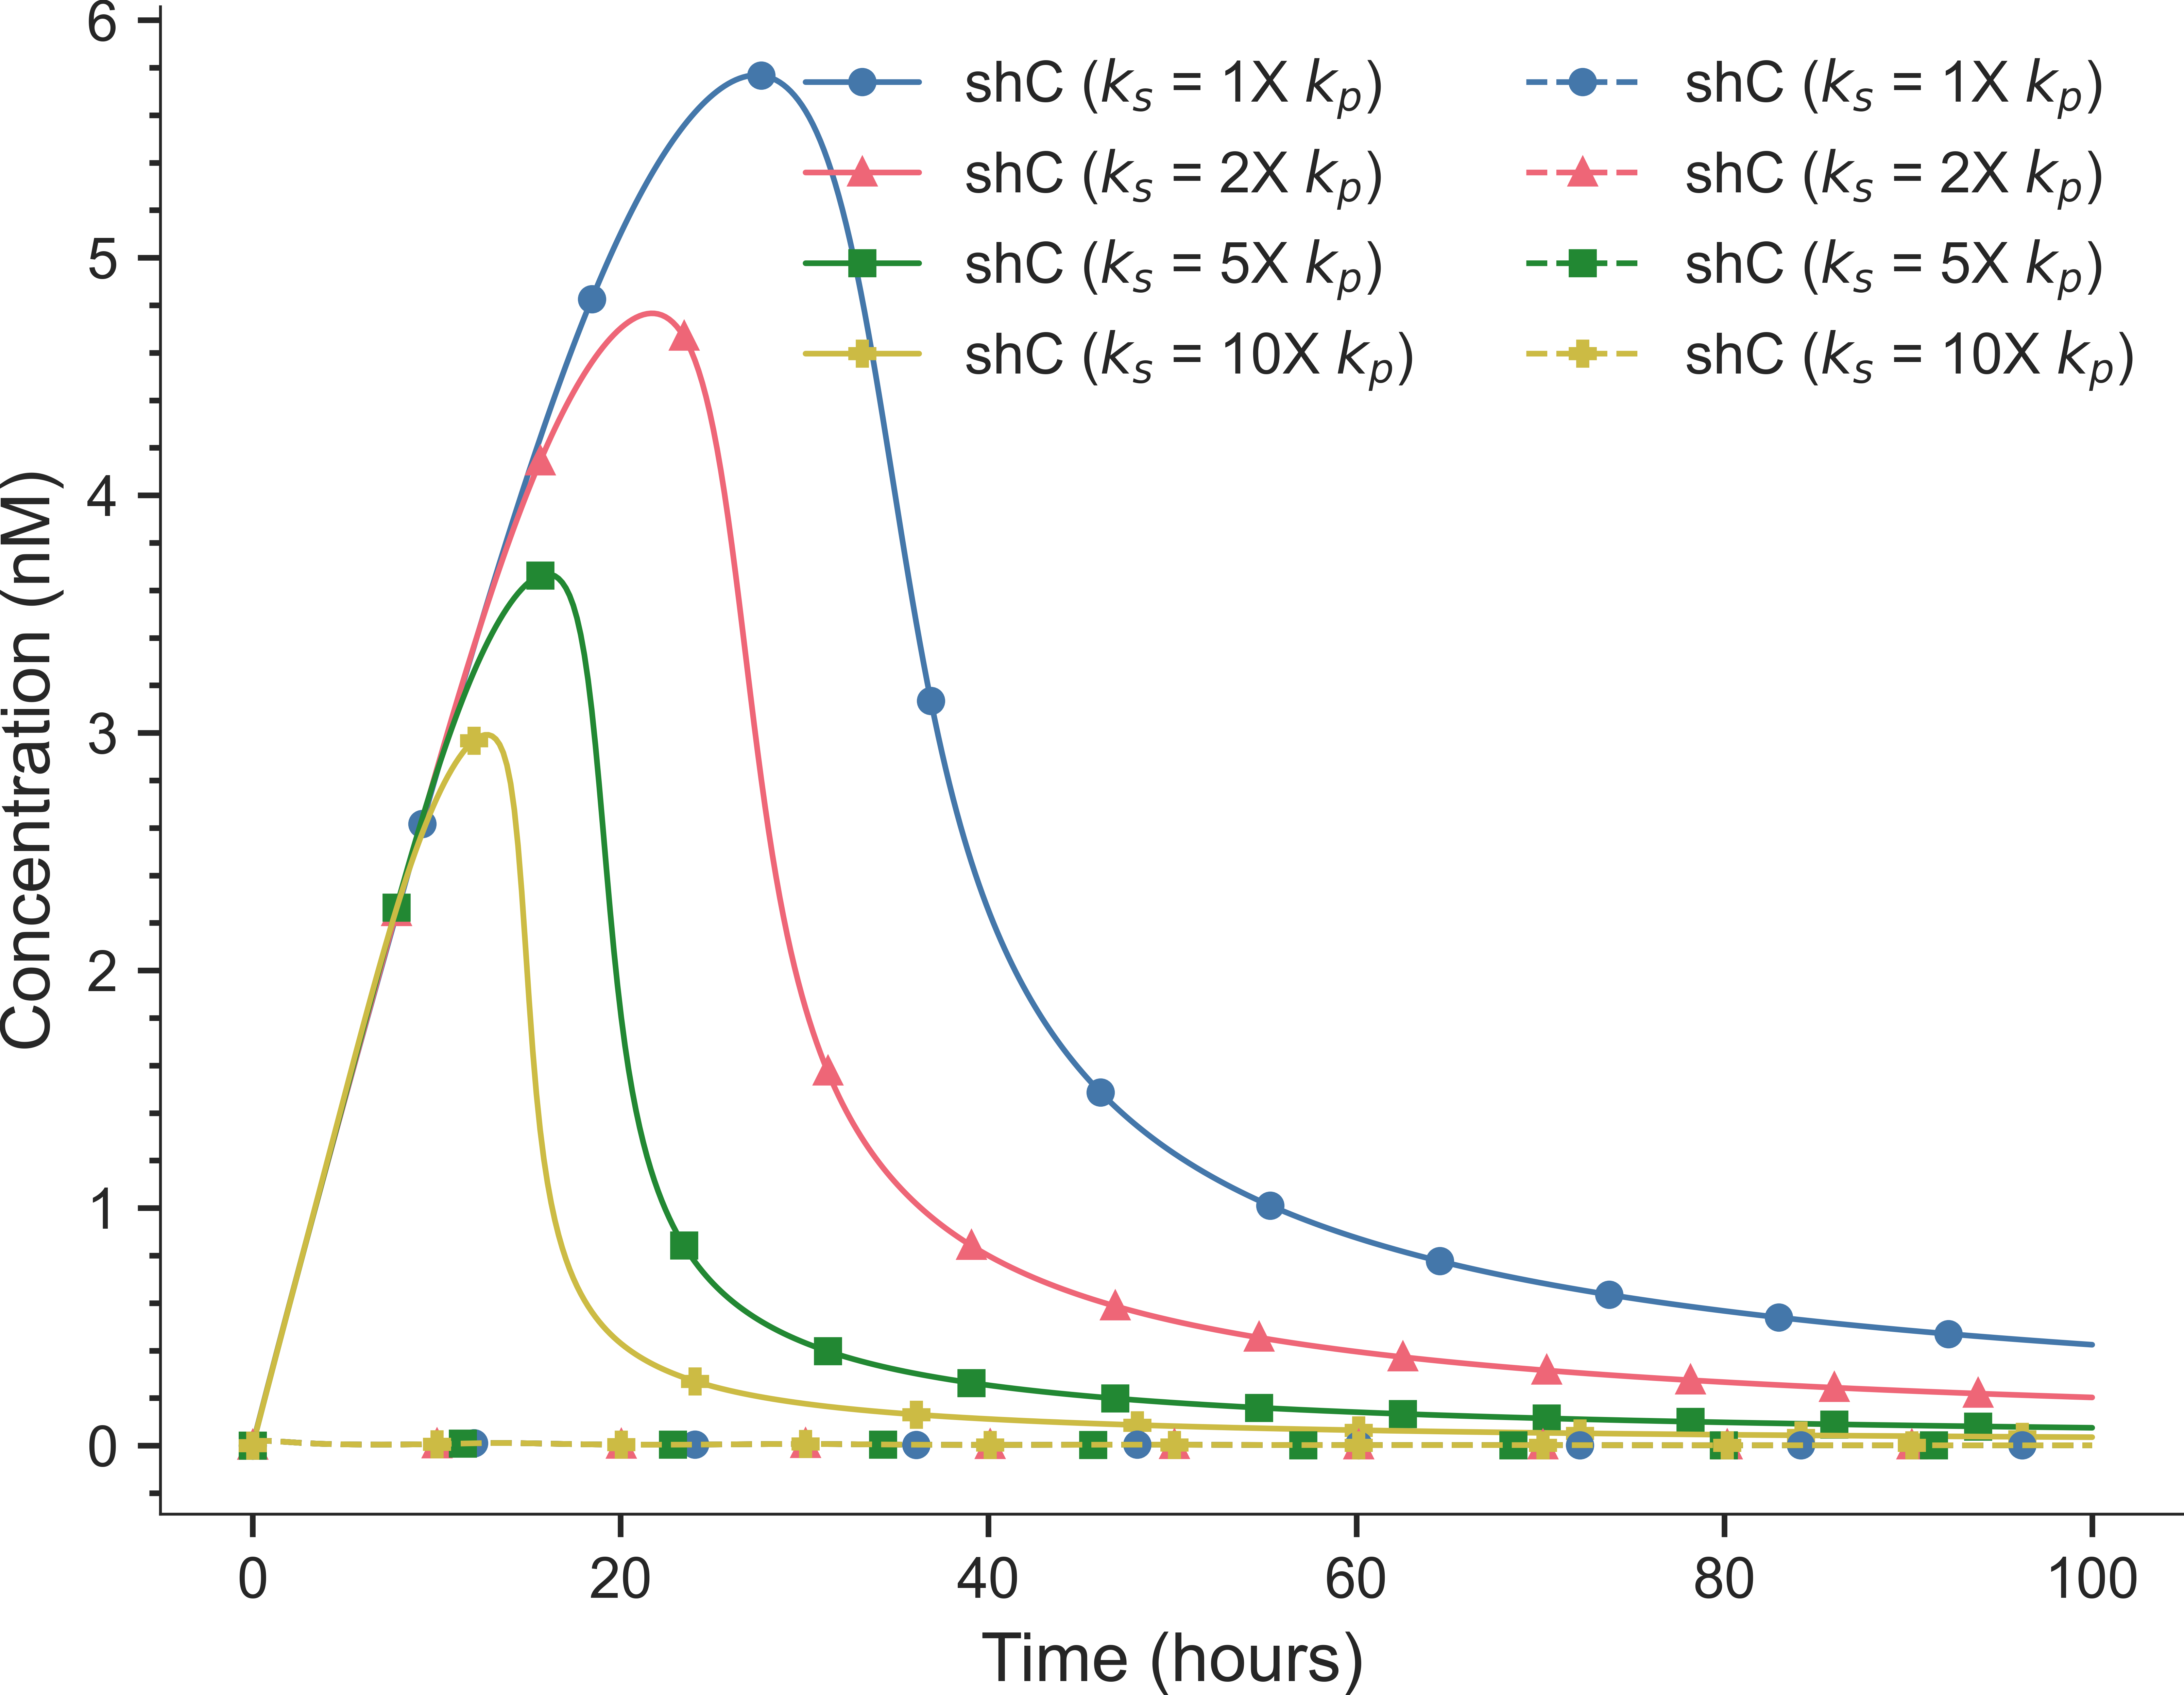 6
5
4
3
2
1
0
Concentration (nM)
shC (ks = 1X kp)
shC (ks = 2X kp)
shC (ks = 5X kp)
shC (ks = 10X kp)
shC (ks = 1X kp)
shC (ks = 2X kp)
shC (ks = 5X kp)
shC (ks = 10X kp)
0 20 40 60 80 100
Time (hours)